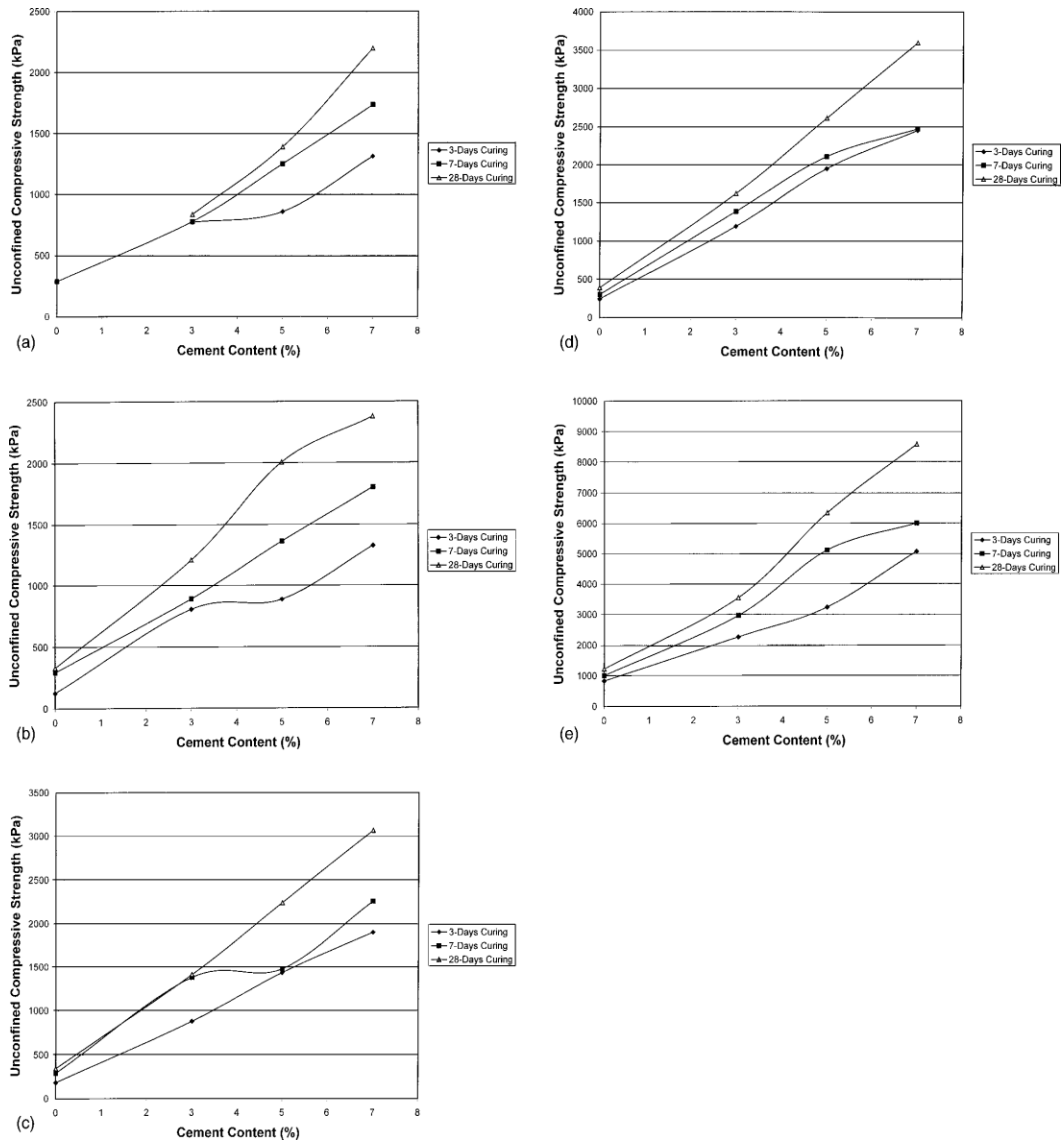 2500
2000
1500
1000
500
0
Unconfined Compressive Strength (kPa)
0 1 2 3 4 5 6 7 8
Cement Content (%)
3-Days Curing
7-Days Curing
28-Days Curing
(a)
4000
3500
3000
2500
2000
1500
1000
500
0
Unconfined Compressive Strength (kPa)
0 1 2 3 4 5 6 7 8
Cement Content (%)
3-Days Curing
7-Days Curing
28-Days Curing
(d)
2500
2000
1500
1000
500
0
Unconfined Compressive Strength (kPa)
0 1 2 3 4 5 6 7 8
Cement Content (%)
3-Days Curing
7-Days Curing
28-Days Curing
(b)
10000
9000
8000
7000
6000
5000
4000
3000
2000
1000
0
Unconfined Compressive Strength (kPa)
0 1 2 3 4 5 6 7 8
Cement Content (%)
3-Days Curing
7-Days Curing
28-Days Curing
(e)
3500
3000
2500
2000
1500
1000
500
0
Unconfined Compressive Strength (kPa)
0 1 2 3 4 5 6 7 8
Cement Content (%)
3-Days Curing
7-Days Curing
28-Days Curing
(c)